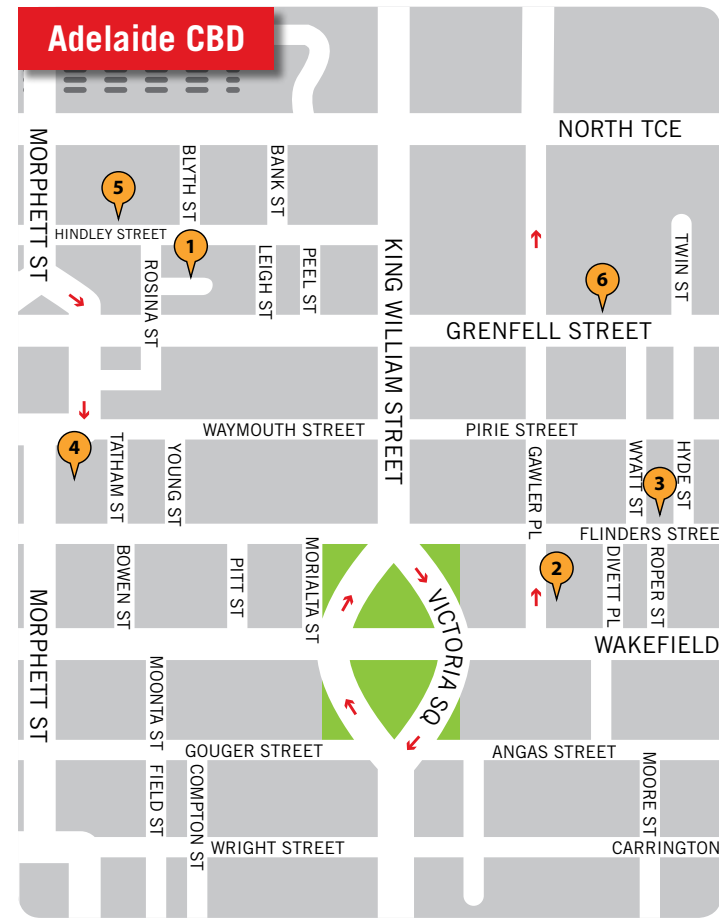 Adelaide CBD
NORTH TCE
MORPHETT ST
BLYTH ST
BANK ST
5
HINDLEY STREET
1
ROSINA ST
LEIGH ST
PEEL ST
KING WILLIAM STREET
TWIN ST
6
GRENFELL STREET
WAYMOUTH STREET
PIRIE STREET
4
TATHAM ST
YOUNG ST
GAWLER PL
WYATT ST
3
HYDE ST
FLINDERS STREE
BOWEN ST
PITT ST
MORIALTA ST
2
DIVETT PL
ROPER ST
VICTORIA SQ
WAKEFIELD
MORPHETT ST
MOONTA ST
GOUGER STREET
ANGAS STREET
FIELD ST
COMPTON ST
MOORE ST
WRIGHT STREET
CARRINGTON